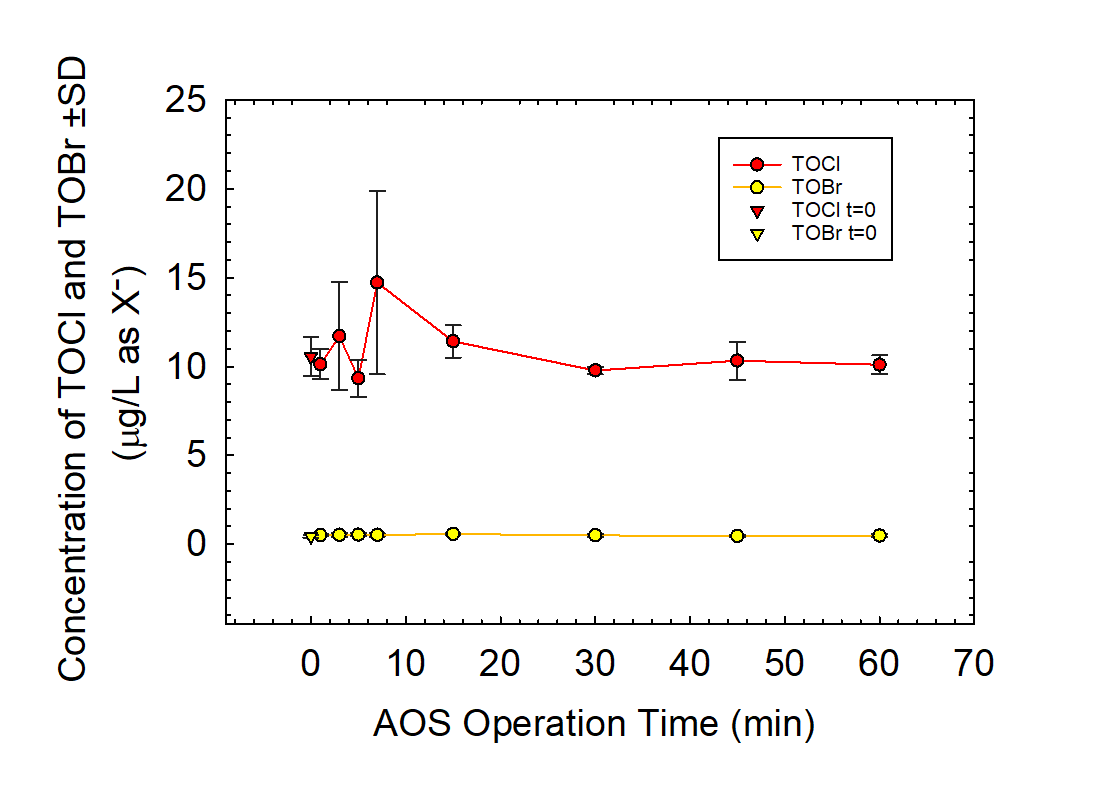 Concentration of TOCl and TOBr ±SD
(μg/L as X⁻)
25
20
15
10
5
0
TOCl
TOBr
TOCl t=0
TOBr t=0
0 10 20 30 40 50 60 70
AOS Operation Time (min)